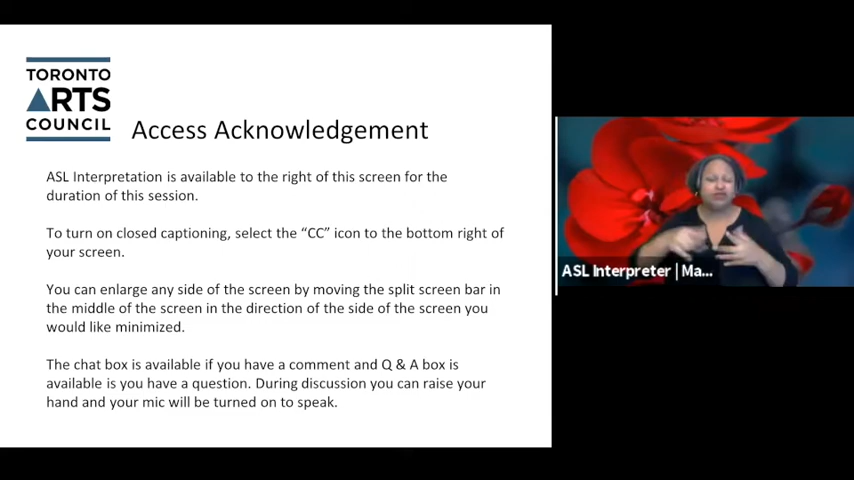 TORONTO
ARTS
COUNCIL
Access Acknowledgement
ASL Interpretation is available to the right of this screen for the
duration of this session.
To turn on closed captioning, select the “CC” icon to the bottom right of
your screen.
You can enlarge any side of the screen by moving the split screen bar in
the middle of the screen in the direction of the side of the screen you
would like minimized.
The chat box is available if you have a comment and Q & A box is
available is you have a question. During discussion you can raise your
hand and your mic will be turned on to speak.
ASL Interpreter | Ma...